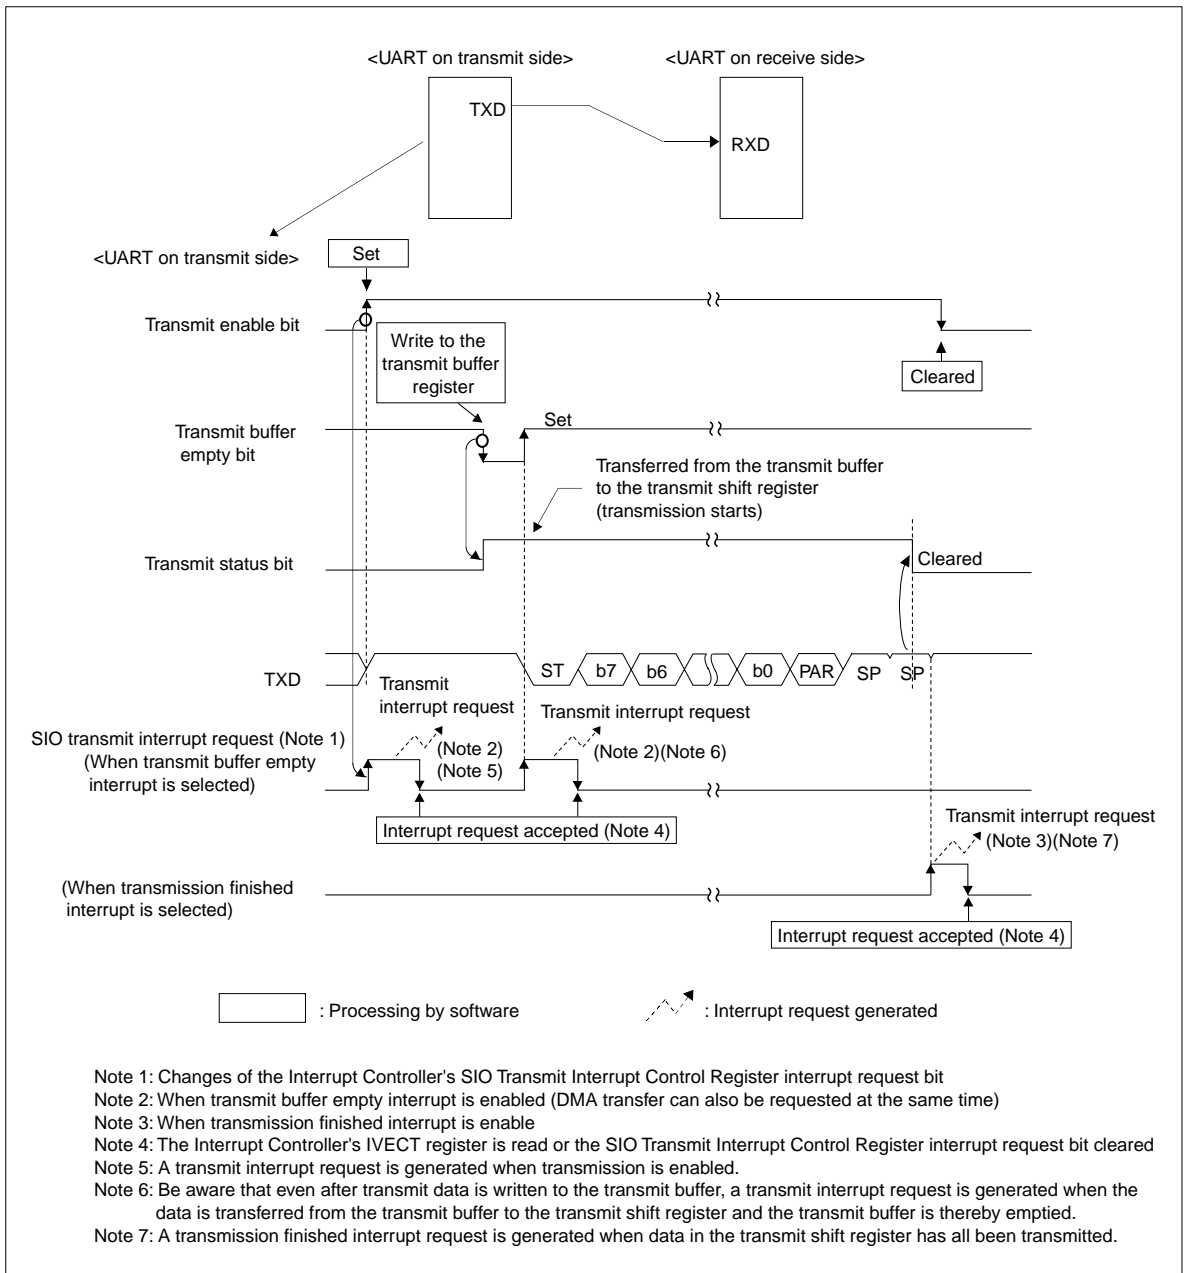 <UART on transmit side>
<UART on receive side>
TXD
RXD
<UART on transmit side>
Set
Transmit enable bit
Write to the
transmit buffer
register
Cleared
Transmit buffer
empty bit
Set
Transferred from the transmit buffer
to the transmit shift register
(transmission starts)
Transmit status bit
Cleared
TXD
ST
b7
b6
b0
PAR
SP
SP
Transmit
interrupt request
Transmit interrupt request
SIO transmit interrupt request (Note 1)
(When transmit buffer empty
interrupt is selected)
(Note 2)
(Note 5)
(Note 2)(Note 6)
Interrupt request accepted (Note 4)
Transmit interrupt request
(Note 3)(Note 7)
(When transmission finished
interrupt is selected)
Interrupt request accepted (Note 4)
: Processing by software
: Interrupt request generated
Note 1: Changes of the Interrupt Controller's SIO Transmit Interrupt Control Register interrupt request bit
Note 2: When transmit buffer empty interrupt is enabled (DMA transfer can also be requested at the same time)
Note 3: When transmission finished interrupt is enable
Note 4: The Interrupt Controller's IVECT register is read or the SIO Transmit Interrupt Control Register interrupt request bit cleared
Note 5: A transmit interrupt request is generated when transmission is enabled.
Note 6: Be aware that even after transmit data is written to the transmit buffer, a transmit interrupt request is generated when the
data is transferred from the transmit buffer to the transmit shift register and the transmit buffer is thereby emptied.
Note 7: A transmission finished interrupt request is generated when data in the transmit shift register has all been transmitted.